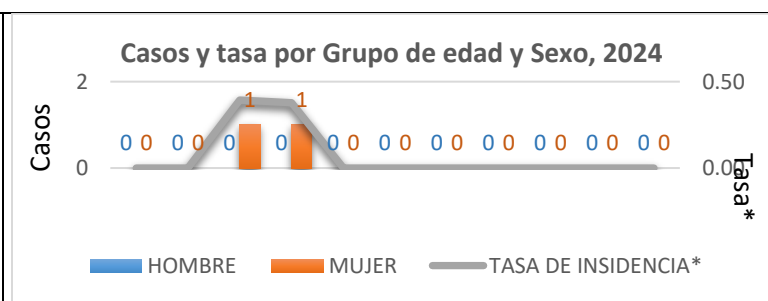 Casos y tasa por Grupo de edad y Sexo, 2024
2
0.50
1 1
Casos
0 0 0 0 0 0 0 0 0 0 0 0 0 0 0 0 0 0 0 0 0 0
0
0.00
Tasa*
HOMBRE MUJER TASA DE INSIDENCIA*